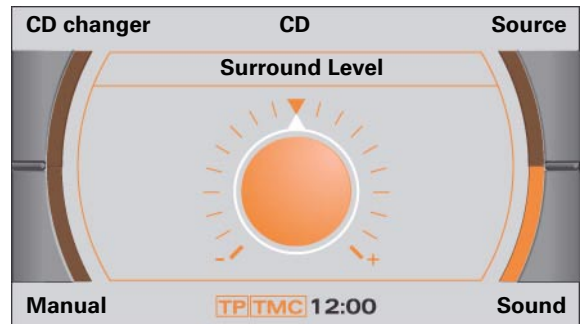 CD changer CD Source
Surround Level
- +
Manual TP TMC 12:00 Sound